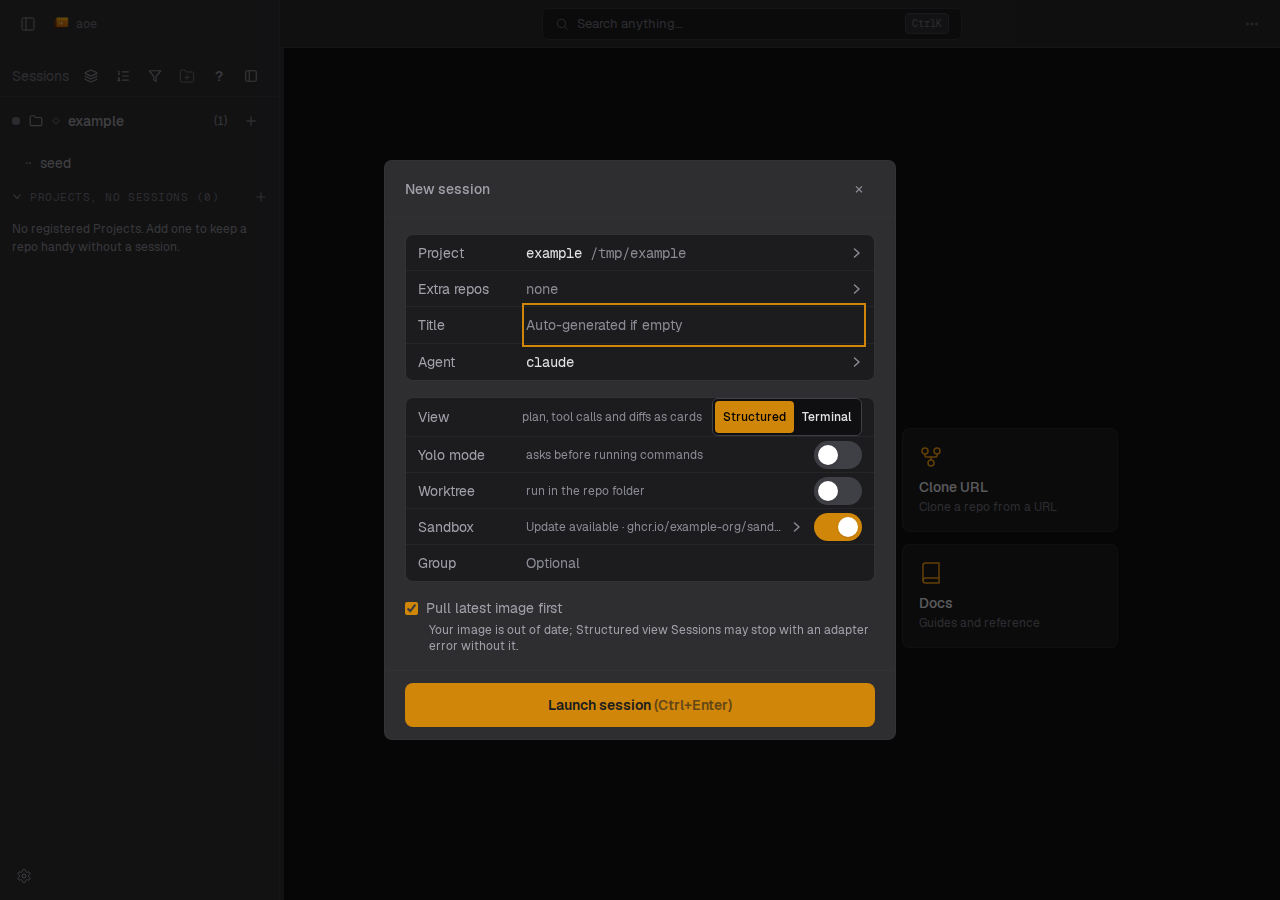 aoe
Search anything...
CtrlK
Sessions
?
example
(1)
seed
PROJECTS, NO SESSIONS (0)
No registered Projects. Add one to keep a
repo handy without a session.
New session
Project
example /tmp/example
Extra repos
none
Title
Auto-generated if empty
Agent
claude
View
plan, tool calls and diffs as cards
Structured
Terminal
Yolo mode
asks before running commands
Worktree
run in the repo folder
Sandbox
Update available · ghcr.io/example-org/sand...
Group
Optional
Pull latest image first
Your image is out of date; Structured view Sessions may stop with an adapter
error without it.
Launch session (Ctrl+Enter)
Clone URL
Clone a repo from a URL
Docs
Guides and reference